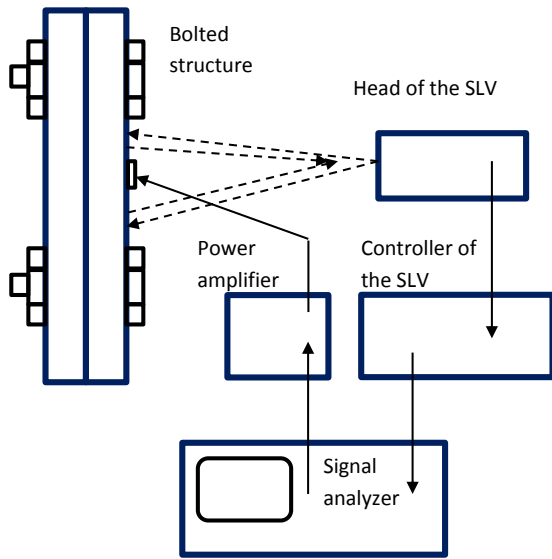 Bolted
structure
Head of the SLV
Power
amplifier
Controller of
the SLV
Signal
analyzer